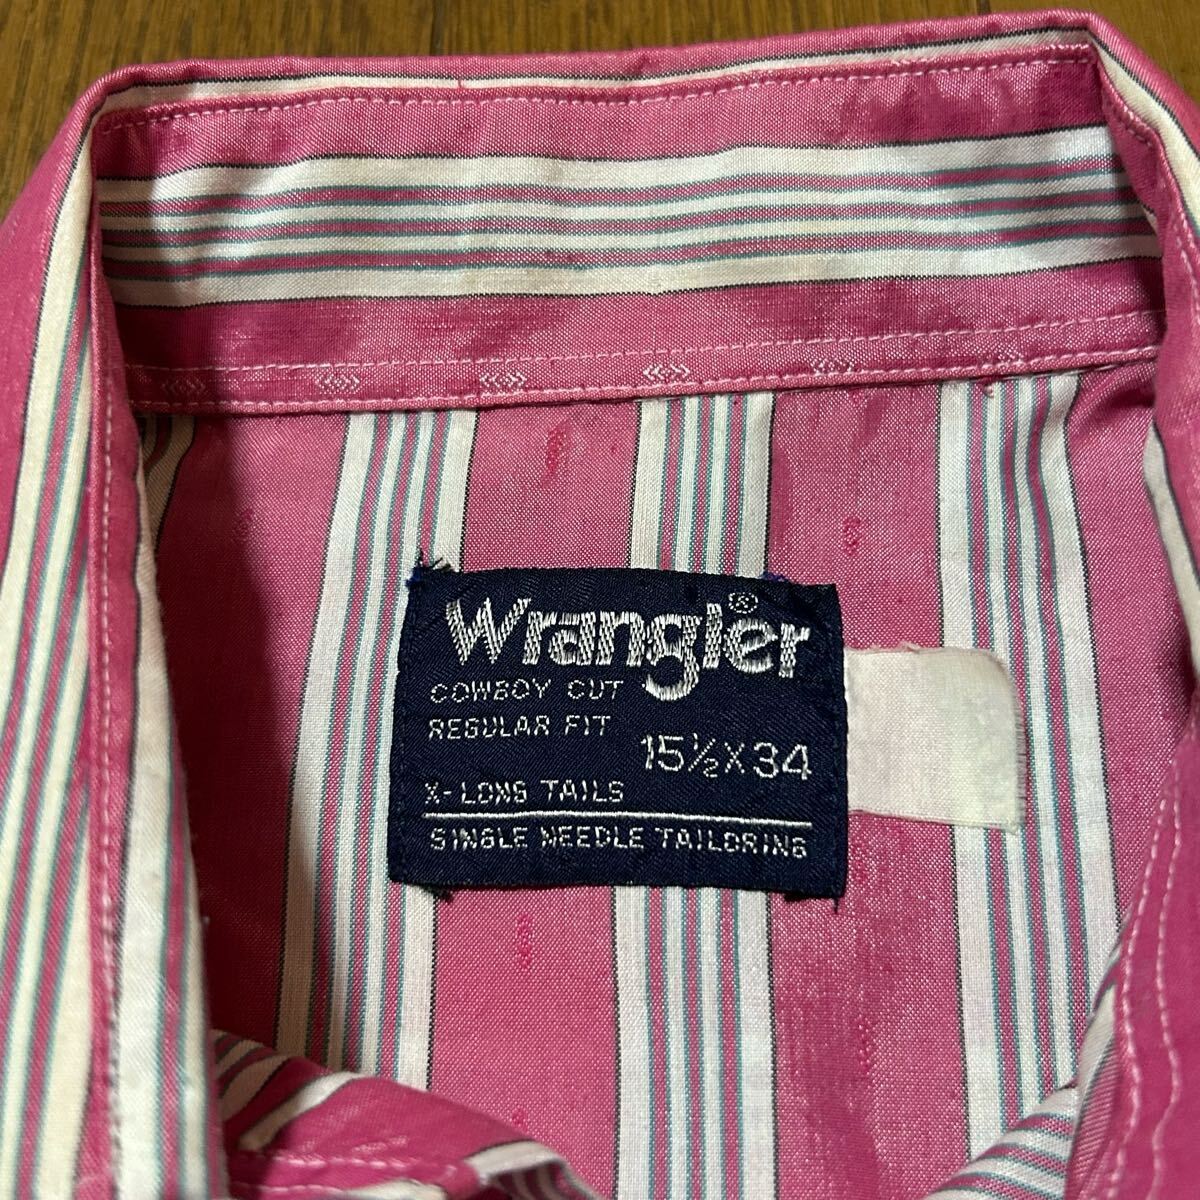 Wrangler®
COWBOY CUT
REGULAR FIT
15½X34
X-LONG TAILS
SINGLE NEEDLE TAILORING